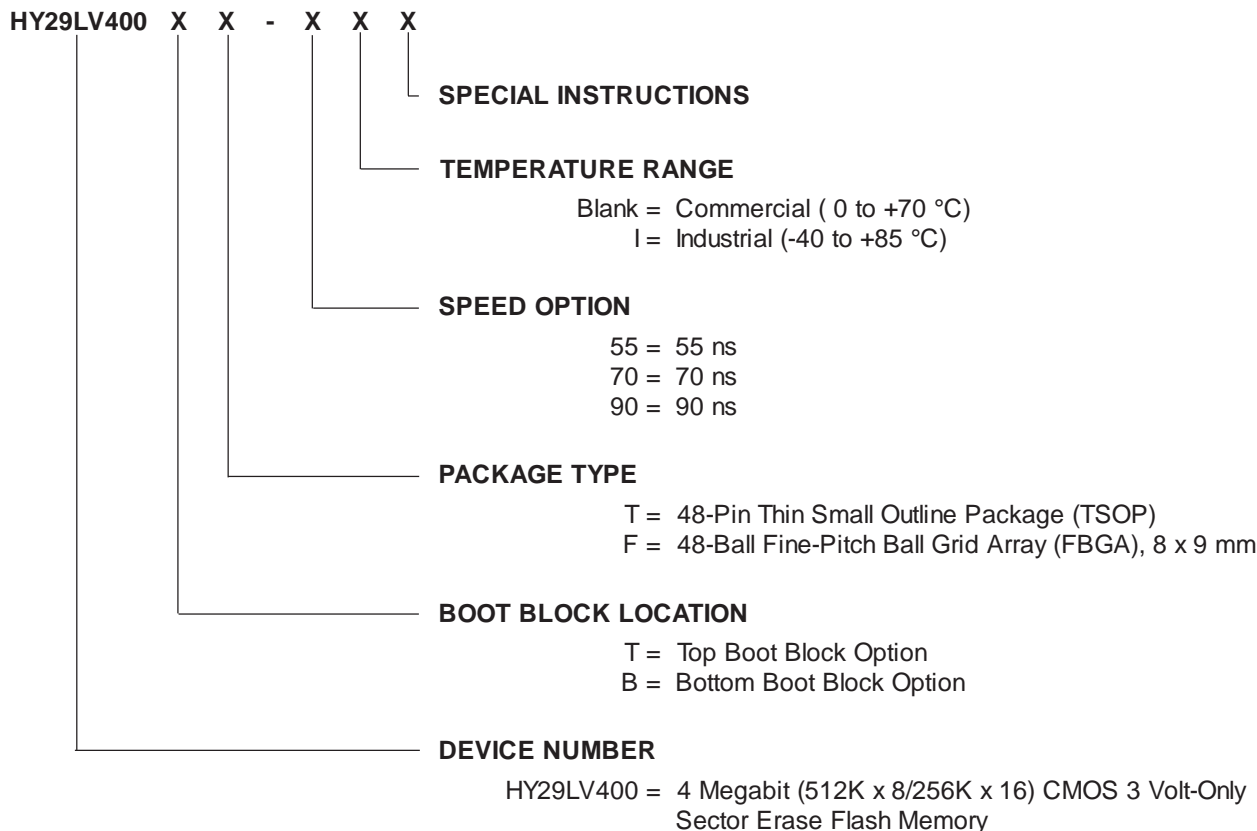 HY29LV400 X X - X X X
SPECIAL INSTRUCTIONS
TEMPERATURE RANGE
Blank = Commercial ( 0 to +70 °C)
I = Industrial (-40 to +85 °C)
SPEED OPTION
55 = 55 ns
70 = 70 ns
90 = 90 ns
PACKAGE TYPE
T = 48-Pin Thin Small Outline Package (TSOP)
F = 48-Ball Fine-Pitch Ball Grid Array (FBGA), 8 x 9 mm
BOOT BLOCK LOCATION
T = Top Boot Block Option
B = Bottom Boot Block Option
DEVICE NUMBER
HY29LV400 = 4 Megabit (512K x 8/256K x 16) CMOS 3 Volt-Only
Sector Erase Flash Memory